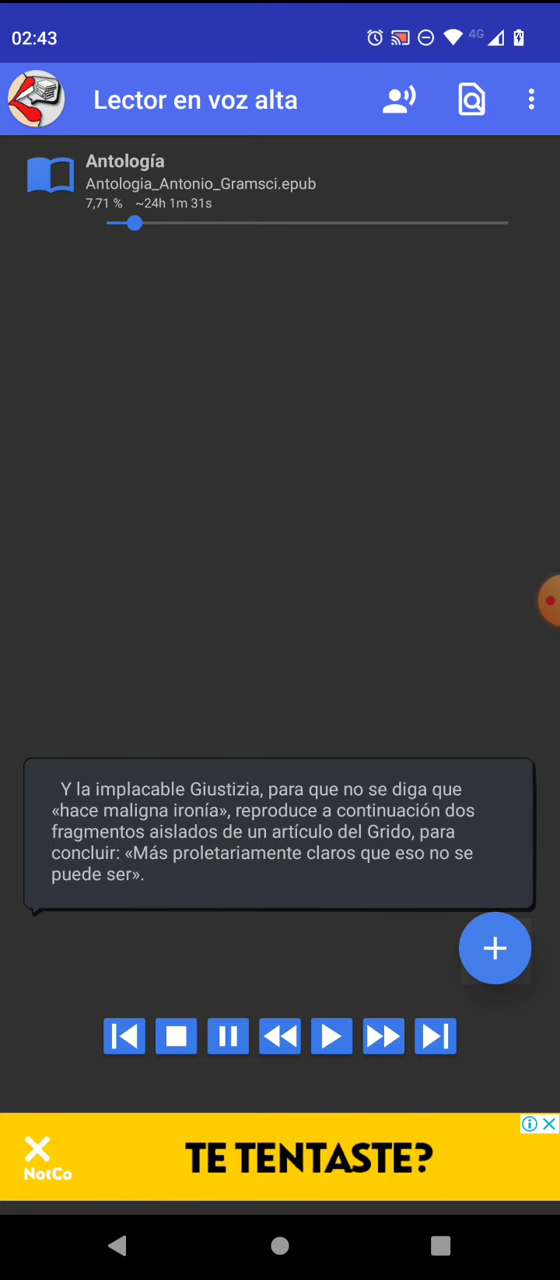 02:43
4G
Lector en voz alta
Antología
Antologia_Antonio_Gramsci.epub
7,71 % ~24h 1m 31s
Y la implacable Giustizia, para que no se diga que
«hace maligna ironía», reproduce a continuación dos
fragmentos aislados de un artículo del Grido, para
concluir: «Más proletariamente claros que eso no se
puede ser».
TE TENTASTE?
NotCo